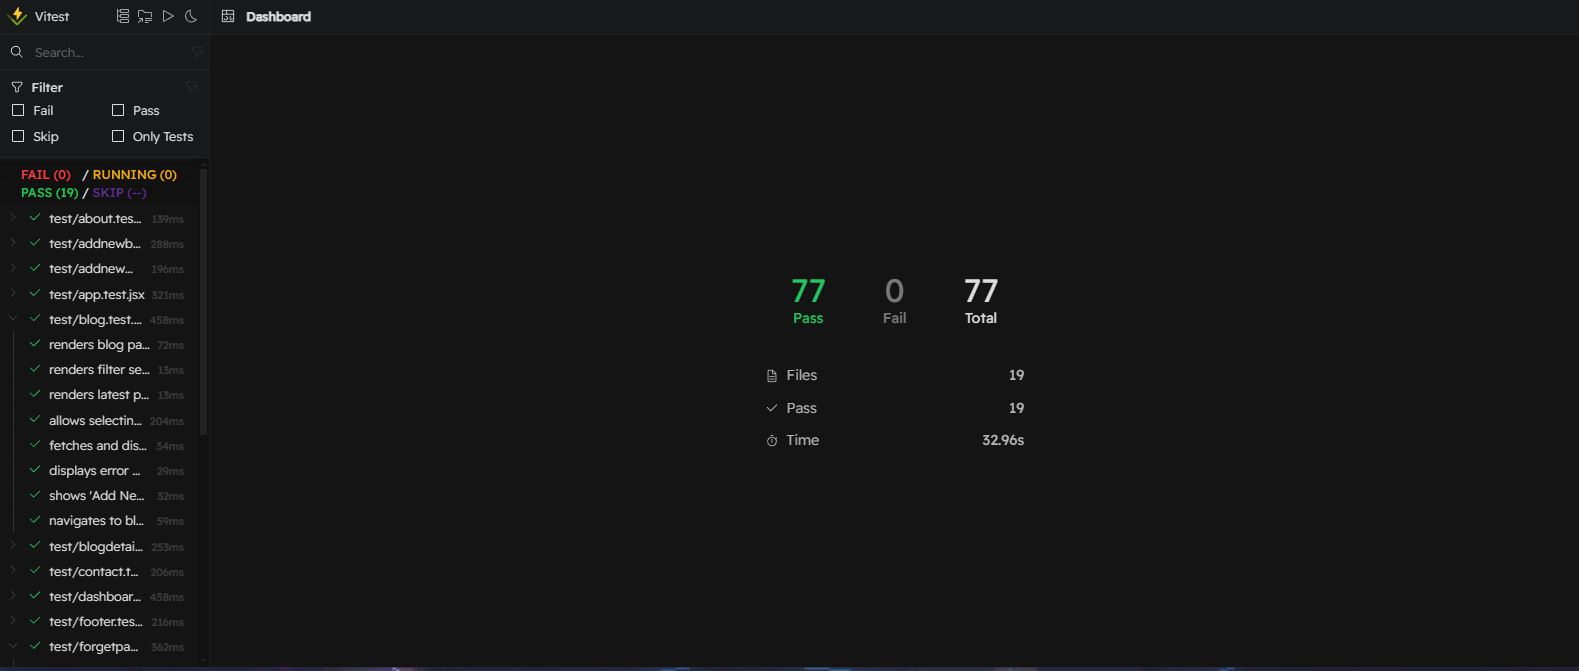 Vitest
Dashboard
Search...
Filter
Fail
Pass
Skip
Only Tests
FAIL (0) / RUNNING (0)
PASS (19) / SKIP (--)
test/about.tes... 139ms
test/addnewb... 288ms
test/addnew... 196ms
test/app.test.jsx 321ms
test/blog.test.... 458ms
renders blog pa... 72ms
renders filter se... 13ms
renders latest p... 13ms
allows selectin... 204ms
fetches and dis... 34ms
displays error ... 29ms
shows 'Add Ne... 32ms
navigates to bl... 59ms
test/blogdetai... 253ms
test/contact.t... 206ms
test/dashboar... 458ms
test/footer.tes... 216ms
test/forgetpa... 362ms
77 0 77
Pass Fail Total
Files 19
Pass 19
Time 32.96s